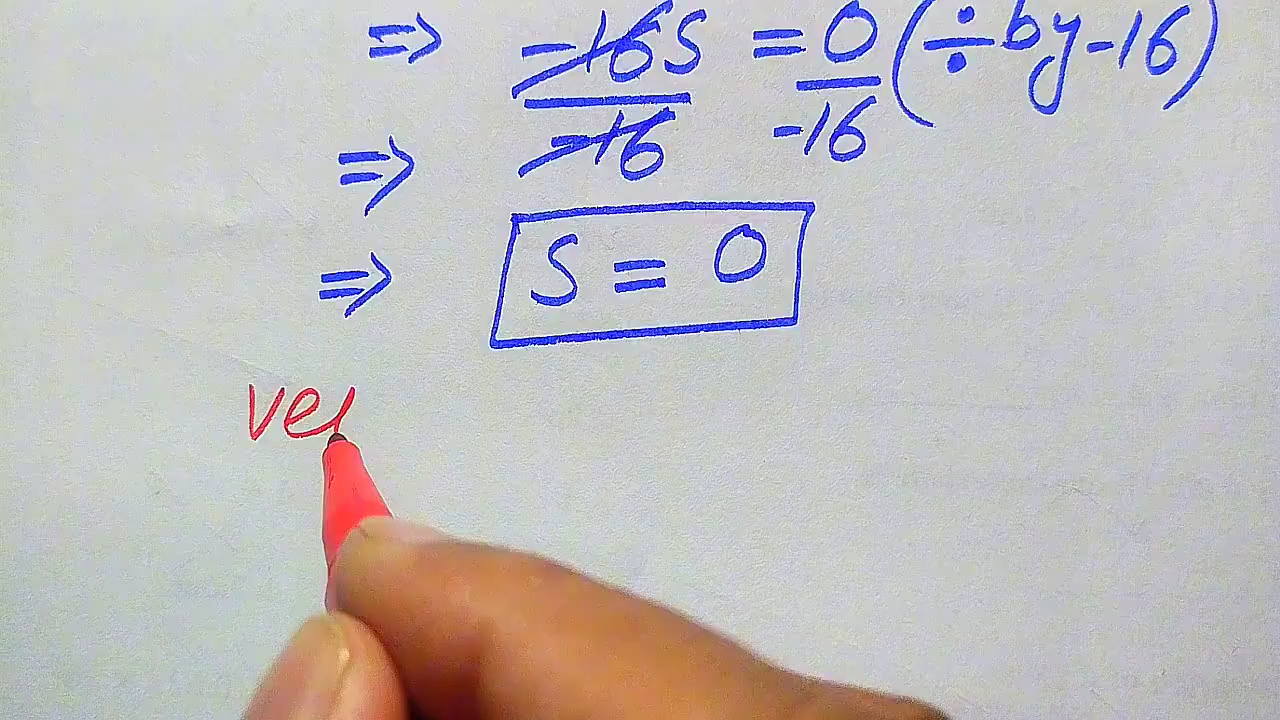 => -16s = 0 (÷ by -16)
=> -16 -16
=> s = 0
ver